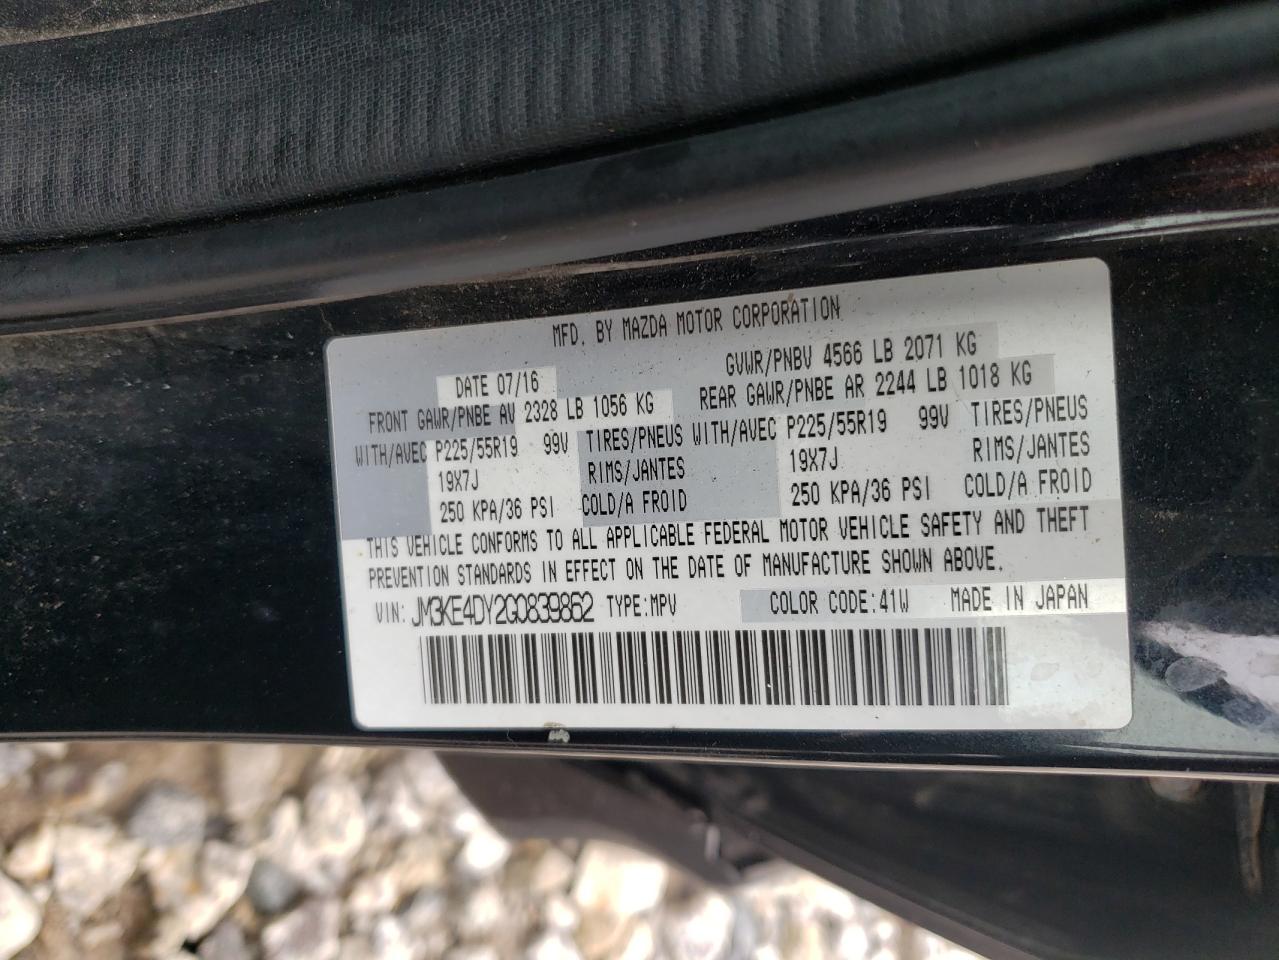 MFD. BY MAZDA MOTOR CORPORATION
DATE 07/16 GVWR/PNBV 4566 LB 2071 KG
FRONT GAWR/PNBE AV 2328 LB 1056 KG REAR GAWR/PNBE AR 2244 LB 1018 KG
WITH/AVEC P225/55R19 99V TIRES/PNEUS WITH/AVEC P225/55R19 99V TIRES/PNEUS
19X7J RIMS/JANTES 19X7J RIMS/JANTES
250 KPA/36 PSI COLD/A FROID 250 KPA/36 PSI COLD/A FROID
THIS VEHICLE CONFORMS TO ALL APPLICABLE FEDERAL MOTOR VEHICLE SAFETY AND THEFT
PREVENTION STANDARDS IN EFFECT ON THE DATE OF MANUFACTURE SHOWN ABOVE.
VIN: JM3KE4DY2G0839852 TYPE:MPV COLOR CODE:41W MADE IN JAPAN